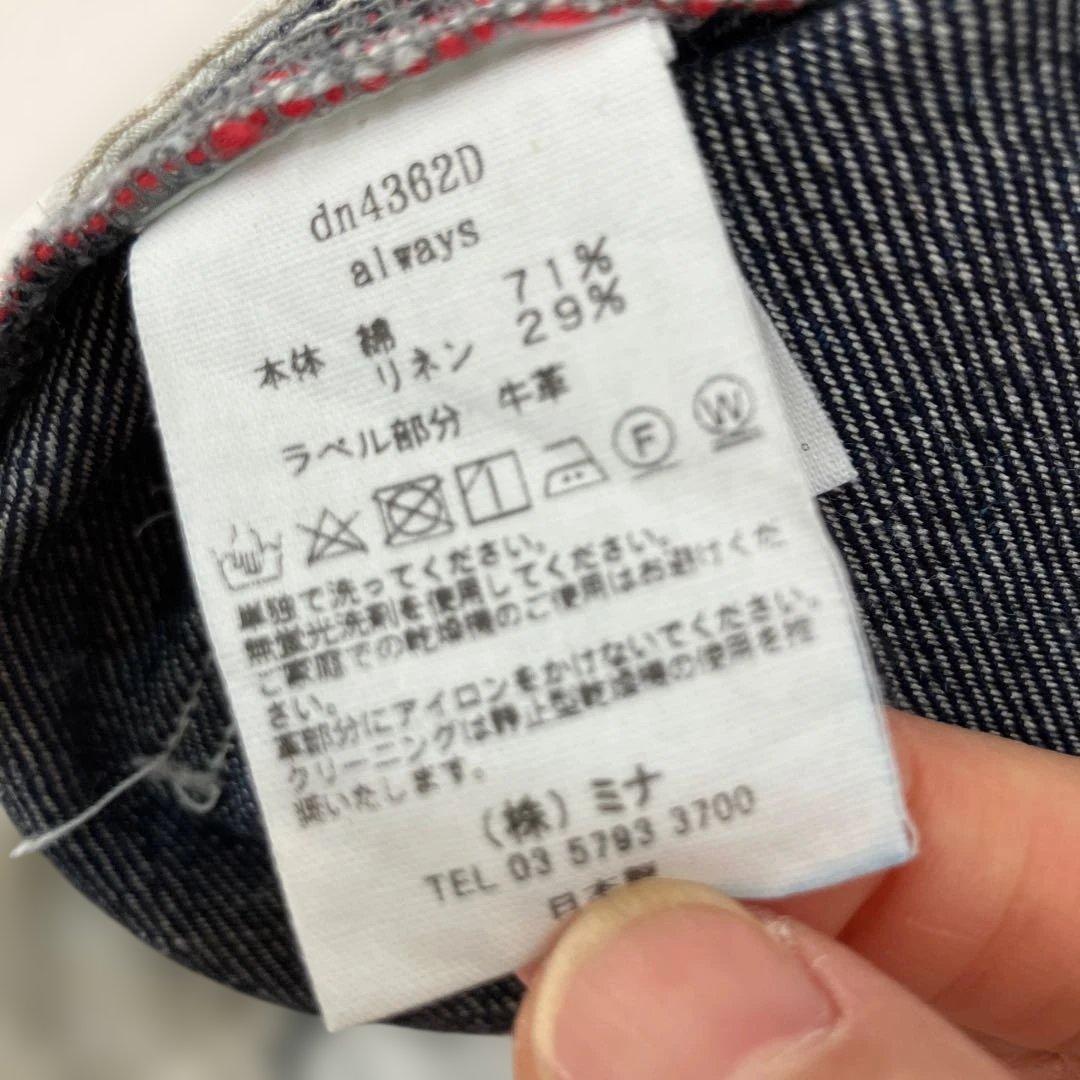 dn4362D
always
本体 綿 71%
リネン 29%
ラベル部分 牛革
F W
単独で洗ってください。
無蛍光洗剤を使用してください。
ご家庭での乾燥機のご使用はお避けくだ
さい。
革部分にアイロンをかけないでください。
クリーニングは静止型乾燥機の使用を推
奨いたします。
(株)ミナ
TEL 03 5793 3700
日本製